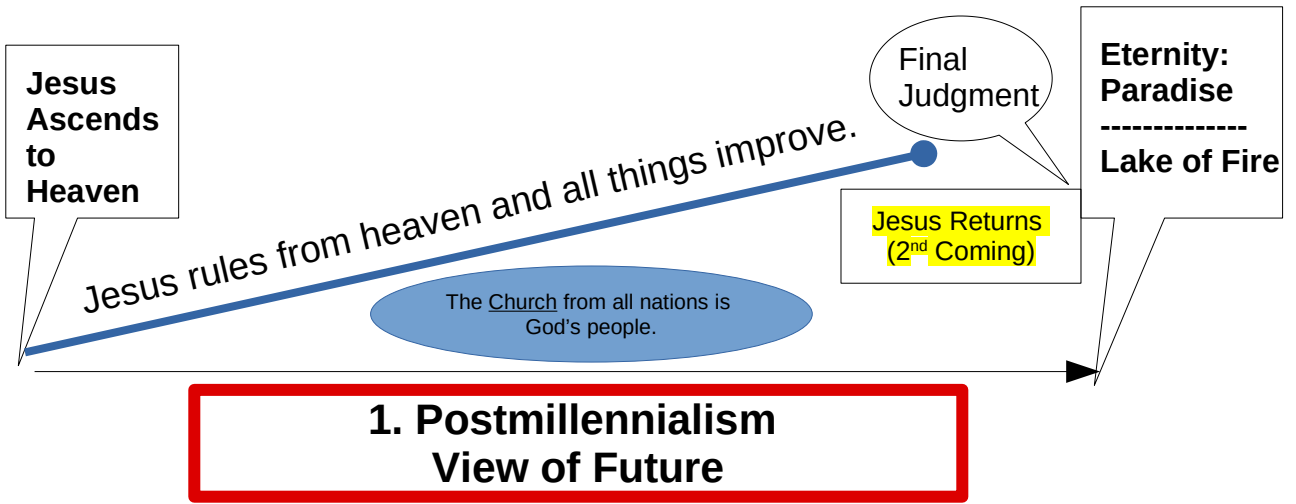 Jesus
Ascends
to
Heaven
Jesus rules from heaven and all things improve.
The Church from all nations is
God's people.
Final
Judgment
Jesus Returns
(2nd Coming)
Eternity:
Paradise
--------------
Lake of Fire
1. Postmillennialism
View of Future